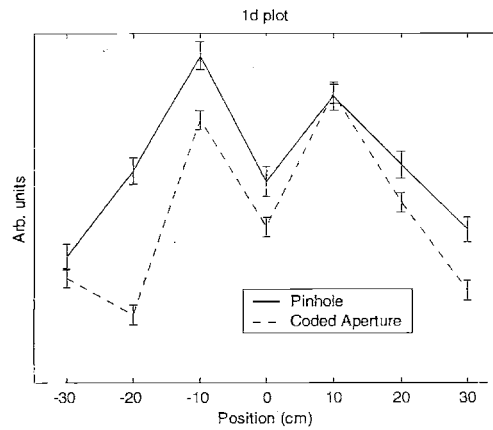 1d plot
Arb. units
Pinhole
Coded Aperture
-30 -20 -10 0 10 20 30
Position (cm)